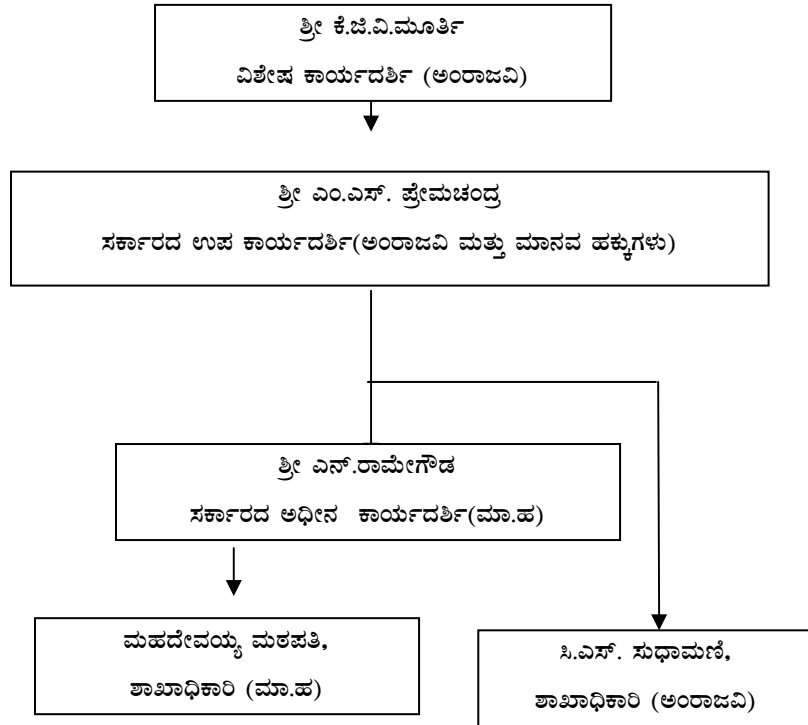 ಶ್ರೀ ಕೆ.ಜಿ.ವಿ.ಮೂರ್ತಿ
ವಿಶೇಷ ಕಾರ್ಯದರ್ಶಿ (ಅಂರಾಜವಿ)
ಶ್ರೀ ಎಂ.ಎಸ್. ಪ್ರೇಮಚಂದ್ರ
ಸರ್ಕಾರದ ಉಪ ಕಾರ್ಯದರ್ಶಿ(ಅಂರಾಜವಿ ಮತ್ತು ಮಾನವ ಹಕ್ಕುಗಳು)
ಶ್ರೀ ಎನ್.ರಾಮೇಗೌಡ
ಸರ್ಕಾರದ ಅಧೀನ ಕಾರ್ಯದರ್ಶಿ(ಮಾ.ಹ)
ಮಹದೇವಯ್ಯ ಮಠಪತಿ,
ಶಾಖಾಧಿಕಾರಿ (ಮಾ.ಹ)
ಸಿ.ಎಸ್. ಸುಧಾಮಣಿ,
ಶಾಖಾಧಿಕಾರಿ (ಅಂರಾಜವಿ)